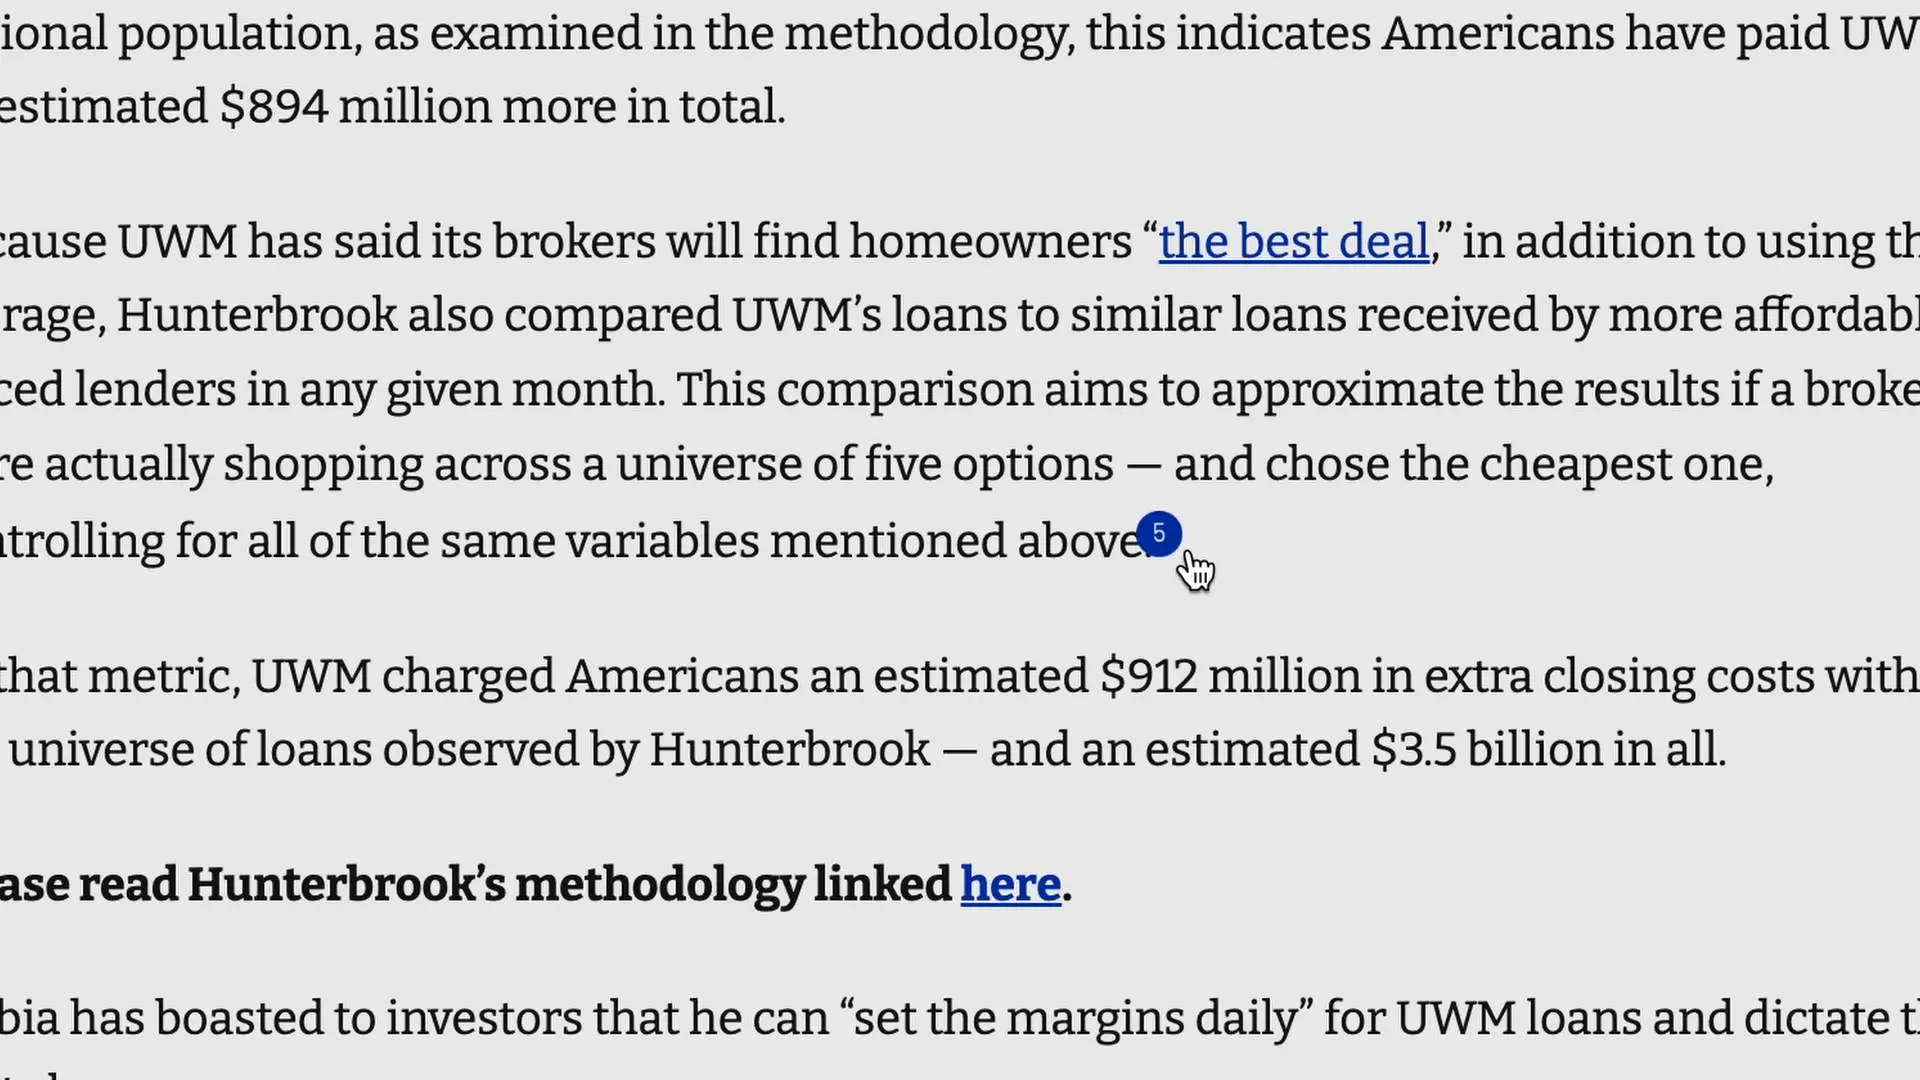 ional population, as examined in the methodology, this indicates Americans have paid UW
estimated $894 million more in total.
cause UWM has said its brokers will find homeowners “the best deal,” in addition to using th
rage, Hunterbrook also compared UWM’s loans to similar loans received by more affordabl
ced lenders in any given month. This comparison aims to approximate the results if a broke
re actually shopping across a universe of five options — and chose the cheapest one,
ntrolling for all of the same variables mentioned above. 5
that metric, UWM charged Americans an estimated $912 million in extra closing costs with
universe of loans observed by Hunterbrook — and an estimated $3.5 billion in all.
ase read Hunterbrook’s methodology linked here.
bia has boasted to investors that he can “set the margins daily” for UWM loans and dictate th